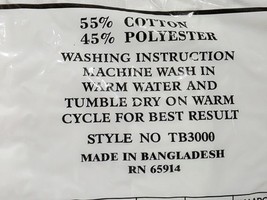 55% COTTON
45% POLYESTER
WASHING INSTRUCTION
MACHINE WASH IN
WARM WATER AND
TUMBLE DRY ON WARM
CYCLE FOR BEST RESULT
STYLE NO TB3000
MADE IN BANGLADESH
RN 65914